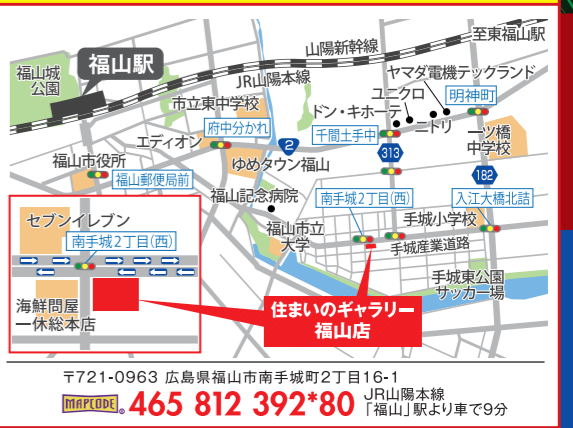 至東福山駅
山陽新幹線
福山駅
福山城
公園
JR山陽本線
ヤマダ電機テックランド
ユニクロ
明神町
市立東中学校
ドン・キホーテ
ニトリ
府中分かれ
千間土手中
エディオン
2
313
一ツ橋
中学校
福山市役所
ゆめタウン福山
182
福山郵便局前
福山記念病院
南手城2丁目(西)
入江大橋北詰
セブンイレブン
福山市立
大学
手城小学校
南手城2丁目(西)
手城産業道路
手城東公園
サッカー場
海鮮問屋
一休総本店
住まいのギャラリー
福山店
〒721-0963 広島県福山市南手城町2丁目16-1
MAPCODE® 465 812 392*80 JR山陽本線
「福山」駅より車で9分